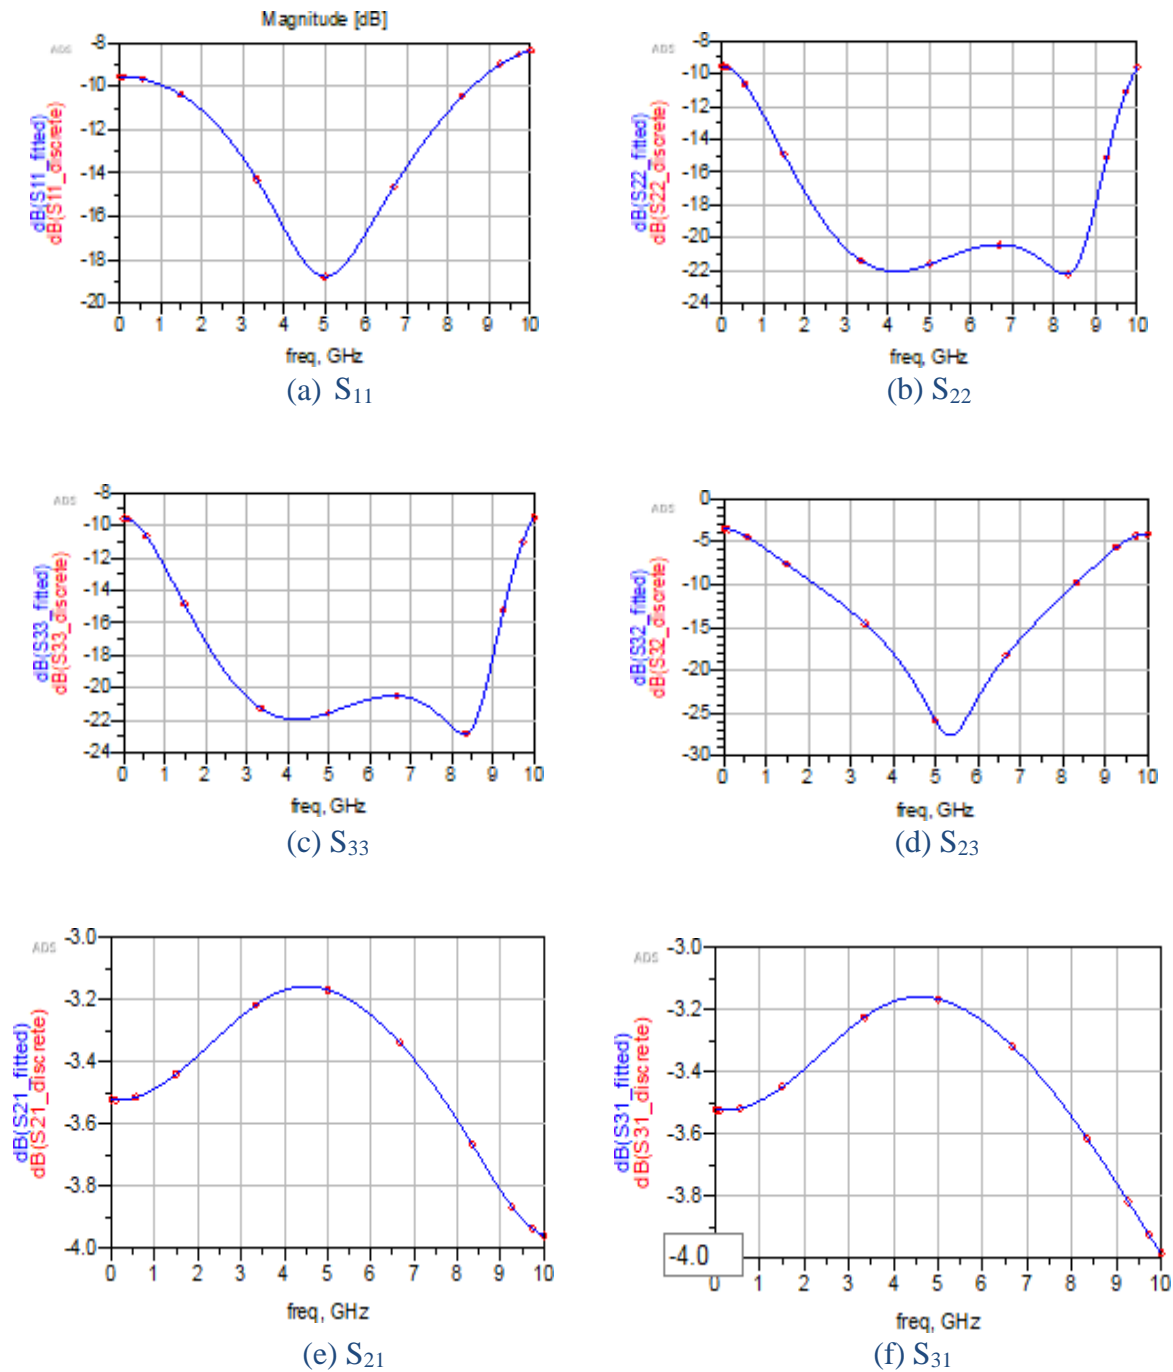 Magnitude [dB]
ADS
-8
-10
-12
-14
-16
-18
-20
dB(S11_fitted)
dB(S11_discrete)
0 1 2 3 4 5 6 7 8 9 10
freq, GHz
(a) S₁₁
ADS
-8
-10
-12
-14
-16
-18
-20
-22
-24
dB(S22_fitted)
dB(S22_discrete)
0 1 2 3 4 5 6 7 8 9 10
freq, GHz
(b) S₂₂
ADS
-8
-10
-12
-14
-16
-18
-20
-22
-24
dB(S33_fitted)
dB(S33_discrete)
0 1 2 3 4 5 6 7 8 9 10
freq, GHz
(c) S₃₃
ADS
0
-5
-10
-15
-20
-25
-30
dB(S32_fitted)
dB(S32_discrete)
0 1 2 3 4 5 6 7 8 9 10
freq, GHz
(d) S₂₃
ADS
-3.0
-3.2
-3.4
-3.6
-3.8
-4.0
dB(S21_fitted)
dB(S21_discrete)
0 1 2 3 4 5 6 7 8 9 10
freq, GHz
(e) S₂₁
ADS
-3.0
-3.2
-3.4
-3.6
-3.8
-4.0
dB(S31_fitted)
dB(S31_discrete)
0 1 2 3 4 5 6 7 8 9 10
freq, GHz
(f) S₃₁